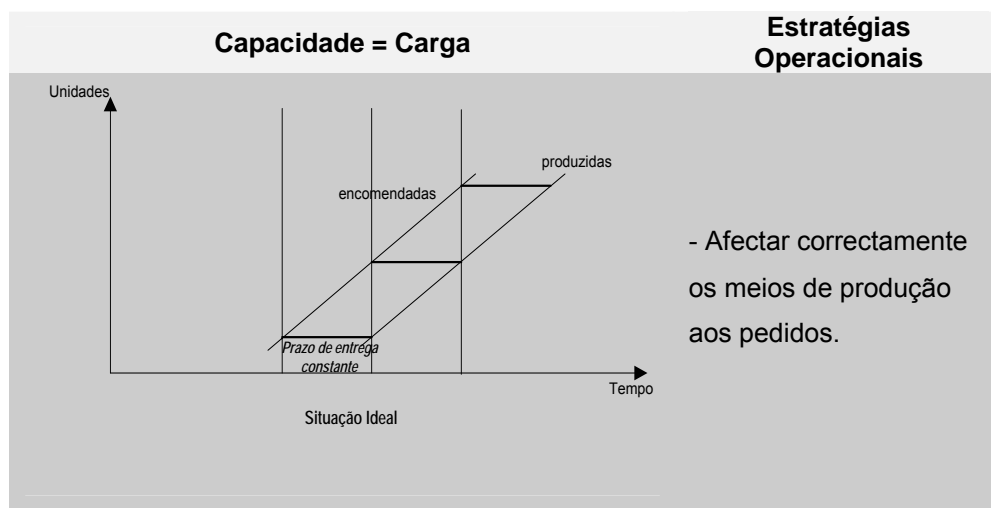 Capacidade = Carga
Estratégias
Operacionais
Unidades
produzidas
encomendadas
Prazo de entrega
constante
Tempo
Situação Ideal
- Afectar correctamente
os meios de produção
aos pedidos.